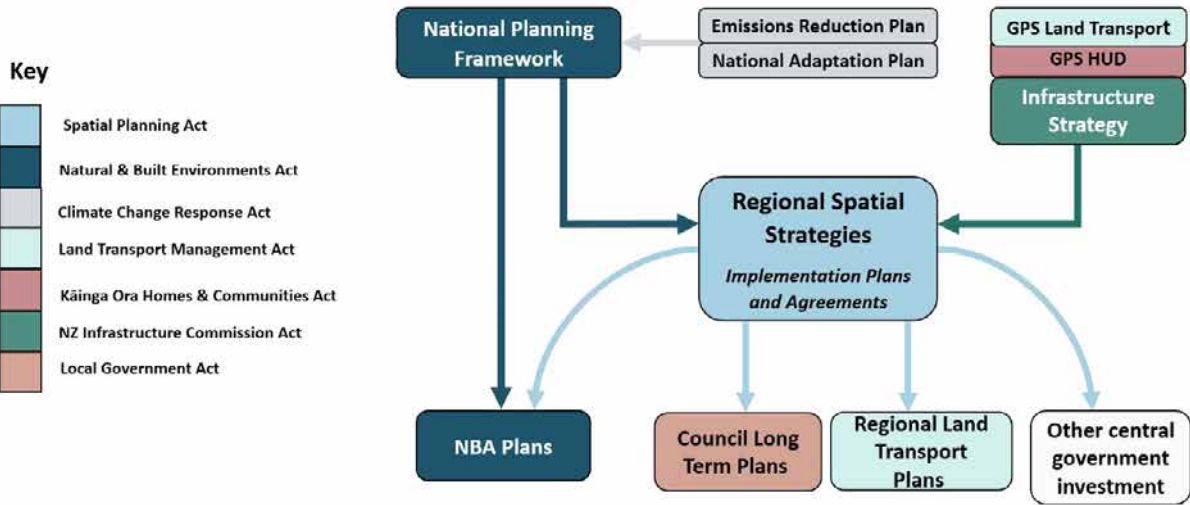 Key
Spatial Planning Act
Natural & Built Environments Act
Climate Change Response Act
Land Transport Management Act
Kāinga Ora Homes & Communities Act
NZ Infrastructure Commission Act
Local Government Act
National Planning
Framework
Emissions Reduction Plan
National Adaptation Plan
GPS Land Transport
GPS HUD
Infrastructure
Strategy
Regional Spatial
Strategies
Implementation Plans
and Agreements
NBA Plans
Council Long
Term Plans
Regional Land
Transport
Plans
Other central
government
investment